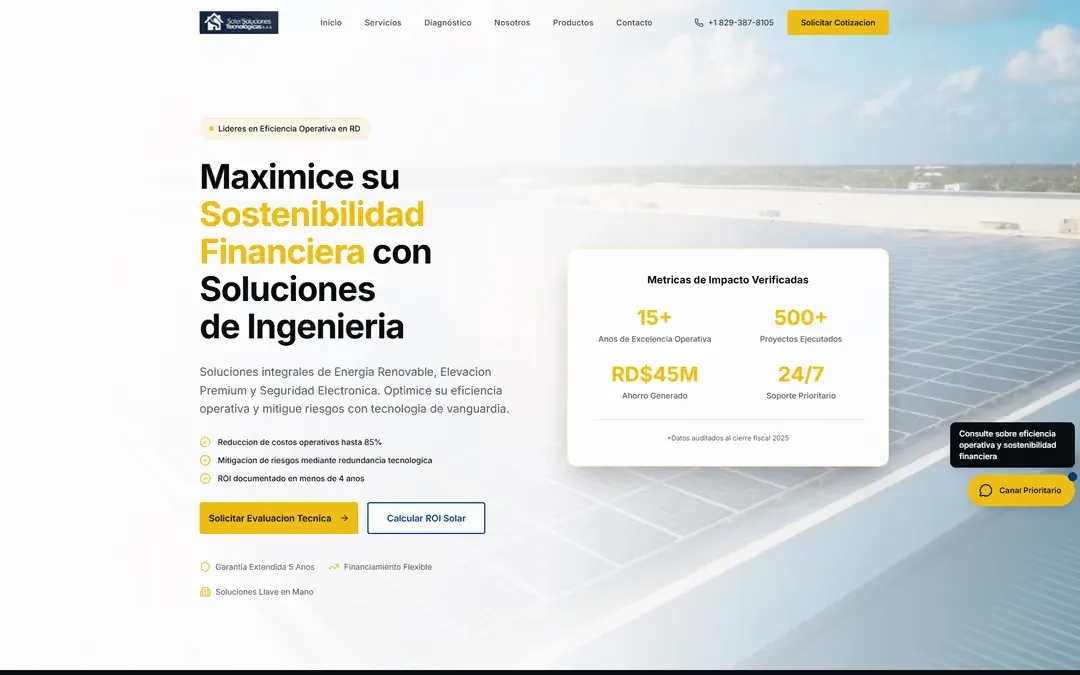 SoterSoluciones
Tecnológicas S.A.S.
Inicio
Servicios
Diagnóstico
Nosotros
Productos
Contacto
+1 829-387-8105
Solicitar Cotizacion
Lideres en Eficiencia Operativa en RD
Maximice su
Sostenibilidad
Financiera con
Soluciones
de Ingenieria
Soluciones integrales de Energia Renovable, Elevacion
Premium y Seguridad Electronica. Optimice su eficiencia
operativa y mitigue riesgos con tecnologia de vanguardia.
Reduccion de costos operativos hasta 85%
Mitigacion de riesgos mediante redundancia tecnologica
ROI documentado en menos de 4 anos
Solicitar Evaluacion Tecnica
Calcular ROI Solar
Garantia Extendida 5 Anos
Financiamiento Flexible
Soluciones Llave en Mano
Metricas de Impacto Verificadas
15+
Anos de Excelencia Operativa
500+
Proyectos Ejecutados
RD$45M
Ahorro Generado
24/7
Soporte Prioritario
*Datos auditados al cierre fiscal 2025
Consulte sobre eficiencia
operativa y sostenibilidad
financiera
Canal Prioritario